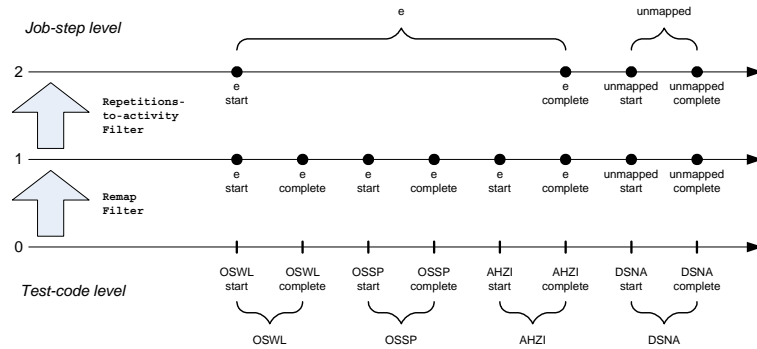 e
unmapped
Job-step level
2
e
start
e
complete
unmapped
start
unmapped
complete
Repetitions-
to-activity
Filter
1
e
start
e
complete
e
start
e
complete
e
start
e
complete
unmapped
start
unmapped
complete
Remap
Filter
0
OSWL
start
OSWL
complete
OSSP
start
OSSP
complete
AHZI
start
AHZI
complete
DSNA
start
DSNA
complete
Test-code level
OSWL
OSSP
AHZI
DSNA